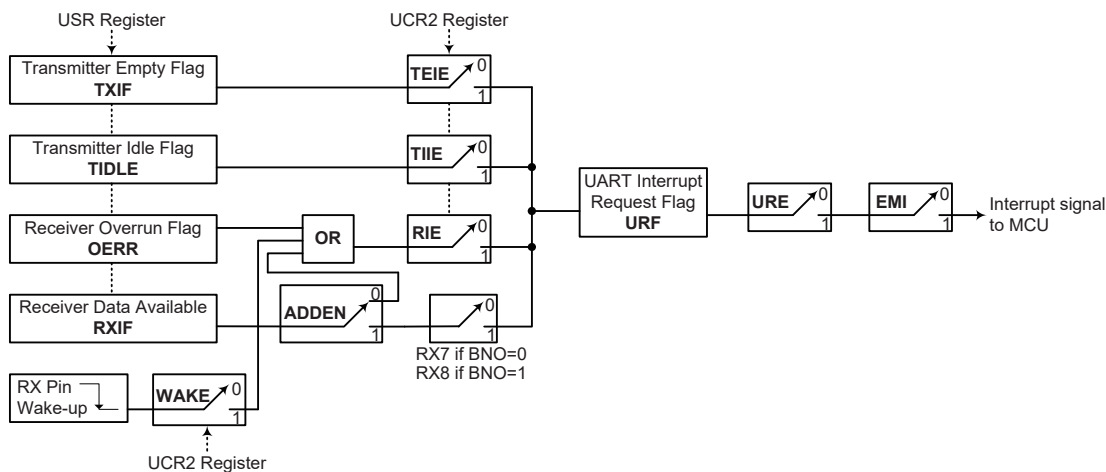 USR Register
UCR2 Register
Transmitter Empty Flag
TXIF
TEIE
0
1
Transmitter Idle Flag
TIDLE
TIIE
0
1
UART Interrupt
Request Flag
URF
URE
0
1
EMI
0
1
Interrupt signal
to MCU
Receiver Overrun Flag
OERR
OR
RIE
0
1
Receiver Data Available
RXIF
ADDEN
0
1
0
1
RX7 if BNO=0
RX8 if BNO=1
RX Pin
Wake-up
WAKE
0
1
UCR2 Register